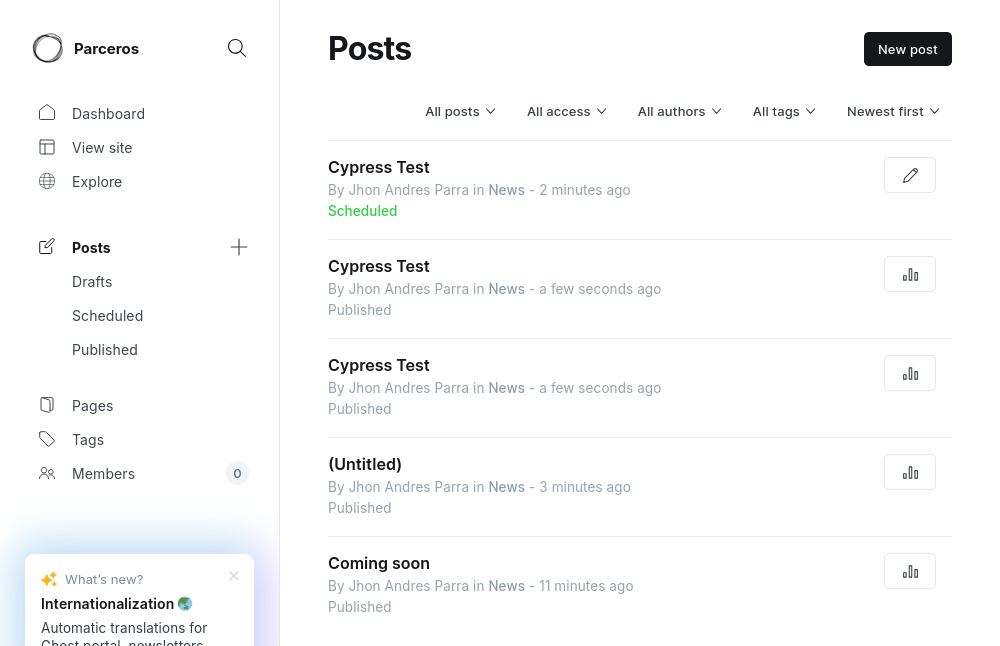 Parceros
Dashboard
View site
Explore
Posts
Drafts
Scheduled
Published
Pages
Tags
Members 0
What's new?
Internationalization
Automatic translations for
Ghost portal, newsletters
Posts
New post
All posts All access All authors All tags Newest first
Cypress Test
By Jhon Andres Parra in News - 2 minutes ago
Scheduled
Cypress Test
By Jhon Andres Parra in News - a few seconds ago
Published
Cypress Test
By Jhon Andres Parra in News - a few seconds ago
Published
(Untitled)
By Jhon Andres Parra in News - 3 minutes ago
Published
Coming soon
By Jhon Andres Parra in News - 11 minutes ago
Published